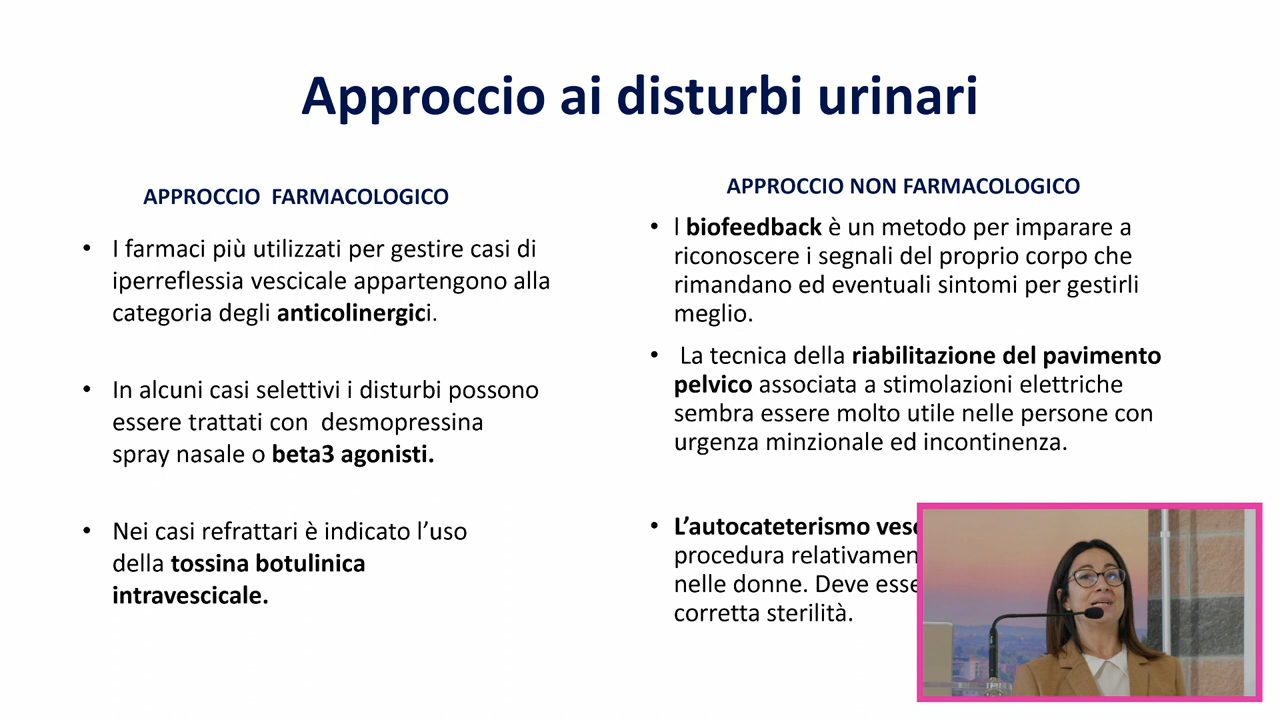 Approccio ai disturbi urinari
APPROCCIO FARMACOLOGICO
• I farmaci più utilizzati per gestire casi di
iperreflessia vescicale appartengono alla
categoria degli anticolinergici.
• In alcuni casi selettivi i disturbi possono
essere trattati con desmopressina
spray nasale o beta3 agonisti.
• Nei casi refrattari è indicato l’uso
della tossina botulinica
intravescicale.
APPROCCIO NON FARMACOLOGICO
• l biofeedback è un metodo per imparare a
riconoscere i segnali del proprio corpo che
rimandano ed eventuali sintomi per gestirli
meglio.
• La tecnica della riabilitazione del pavimento
pelvico associata a stimolazioni elettriche
sembra essere molto utile nelle persone con
urgenza minzionale ed incontinenza.
• L’autocateterismo
procedura
nelle donne. Deve
corretta sterilità.